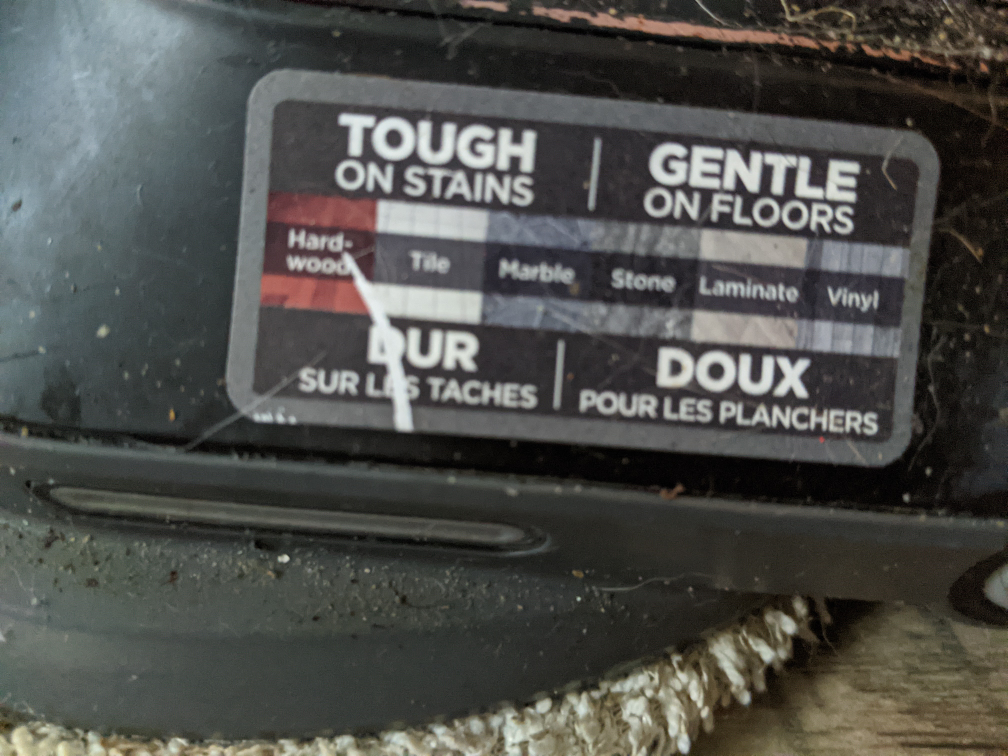 TOUGH
ON STAINS
GENTLE
ON FLOORS
Hard-
wood
Tile
Marble
Stone
Laminate
Vinyl
DUR
SUR LES TACHES
DOUX
POUR LES PLANCHERS